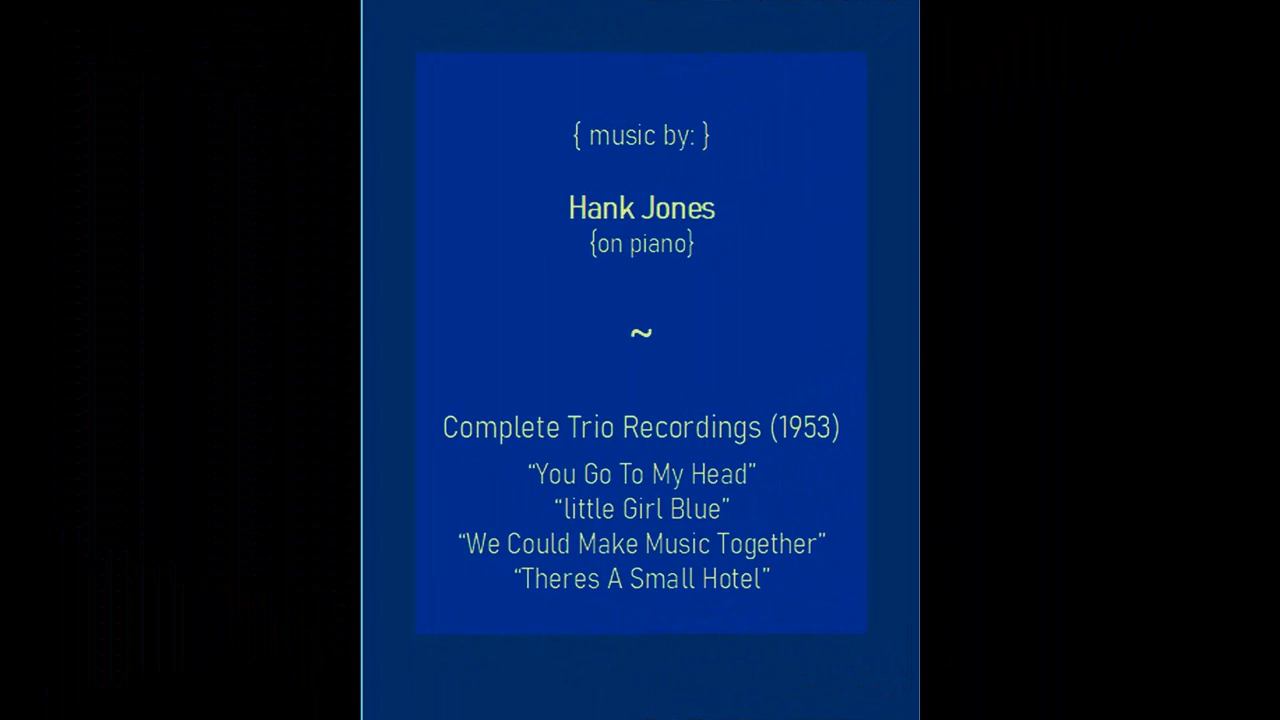 { music by: }
Hank Jones
{on piano}
~
Complete Trio Recordings (1953)
“You Go To My Head”
“little Girl Blue”
“We Could Make Music Together”
“Theres A Small Hotel”